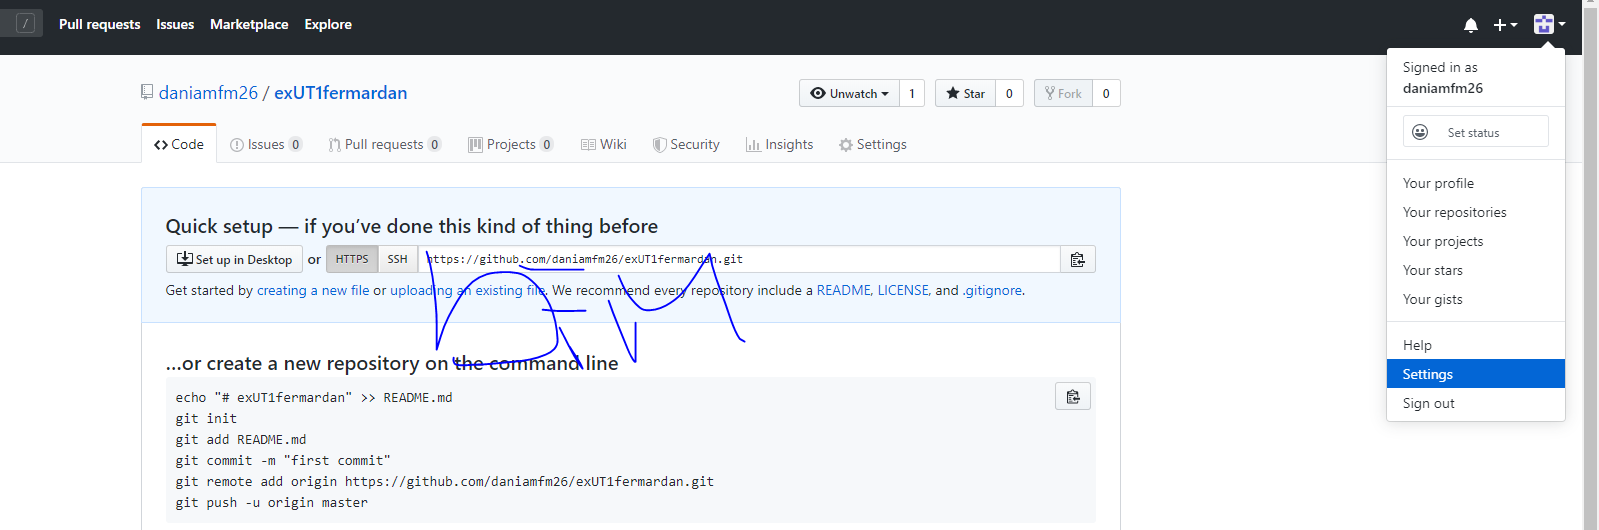 / Pull requests Issues Marketplace Explore
Signed in as
daniamfm26
Set status
Your profile
Your repositories
Your projects
Your stars
Your gists
Help
Settings
Sign out
daniamfm26 / exUT1fermardan
Unwatch 1 Star 0 Fork 0
Code Issues 0 Pull requests 0 Projects 0 Wiki Security Insights Settings
Quick setup — if you’ve done this kind of thing before
Set up in Desktop or HTTPS SSH https://github.com/daniamfm26/exUT1fermardan.git
Get started by creating a new file or uploading an existing file. We recommend every repository include a README, LICENSE, and .gitignore.
…or create a new repository on the command line
echo "# exUT1fermardan" >> README.md
git init
git add README.md
git commit -m "first commit"
git remote add origin https://github.com/daniamfm26/exUT1fermardan.git
git push -u origin master